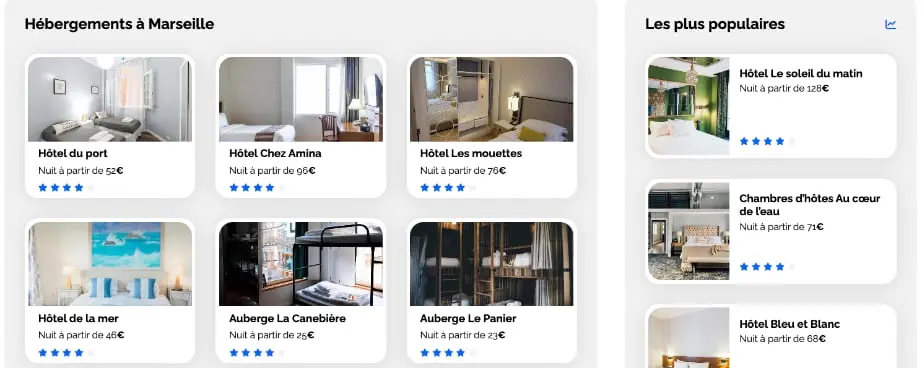 Hébergements à Marseille
Hôtel du port
Nuit à partir de 52€
Hôtel Chez Amina
Nuit à partir de 96€
Hôtel Les mouettes
Nuit à partir de 76€
Hôtel de la mer
Nuit à partir de 46€
Auberge La Canebière
Nuit à partir de 25€
Auberge Le Panier
Nuit à partir de 23€
Les plus populaires
Hôtel Le soleil du matin
Nuit à partir de 128€
Chambres d’hôtes Au cœur
de l’eau
Nuit à partir de 71€
Hôtel Bleu et Blanc
Nuit à partir de 68€